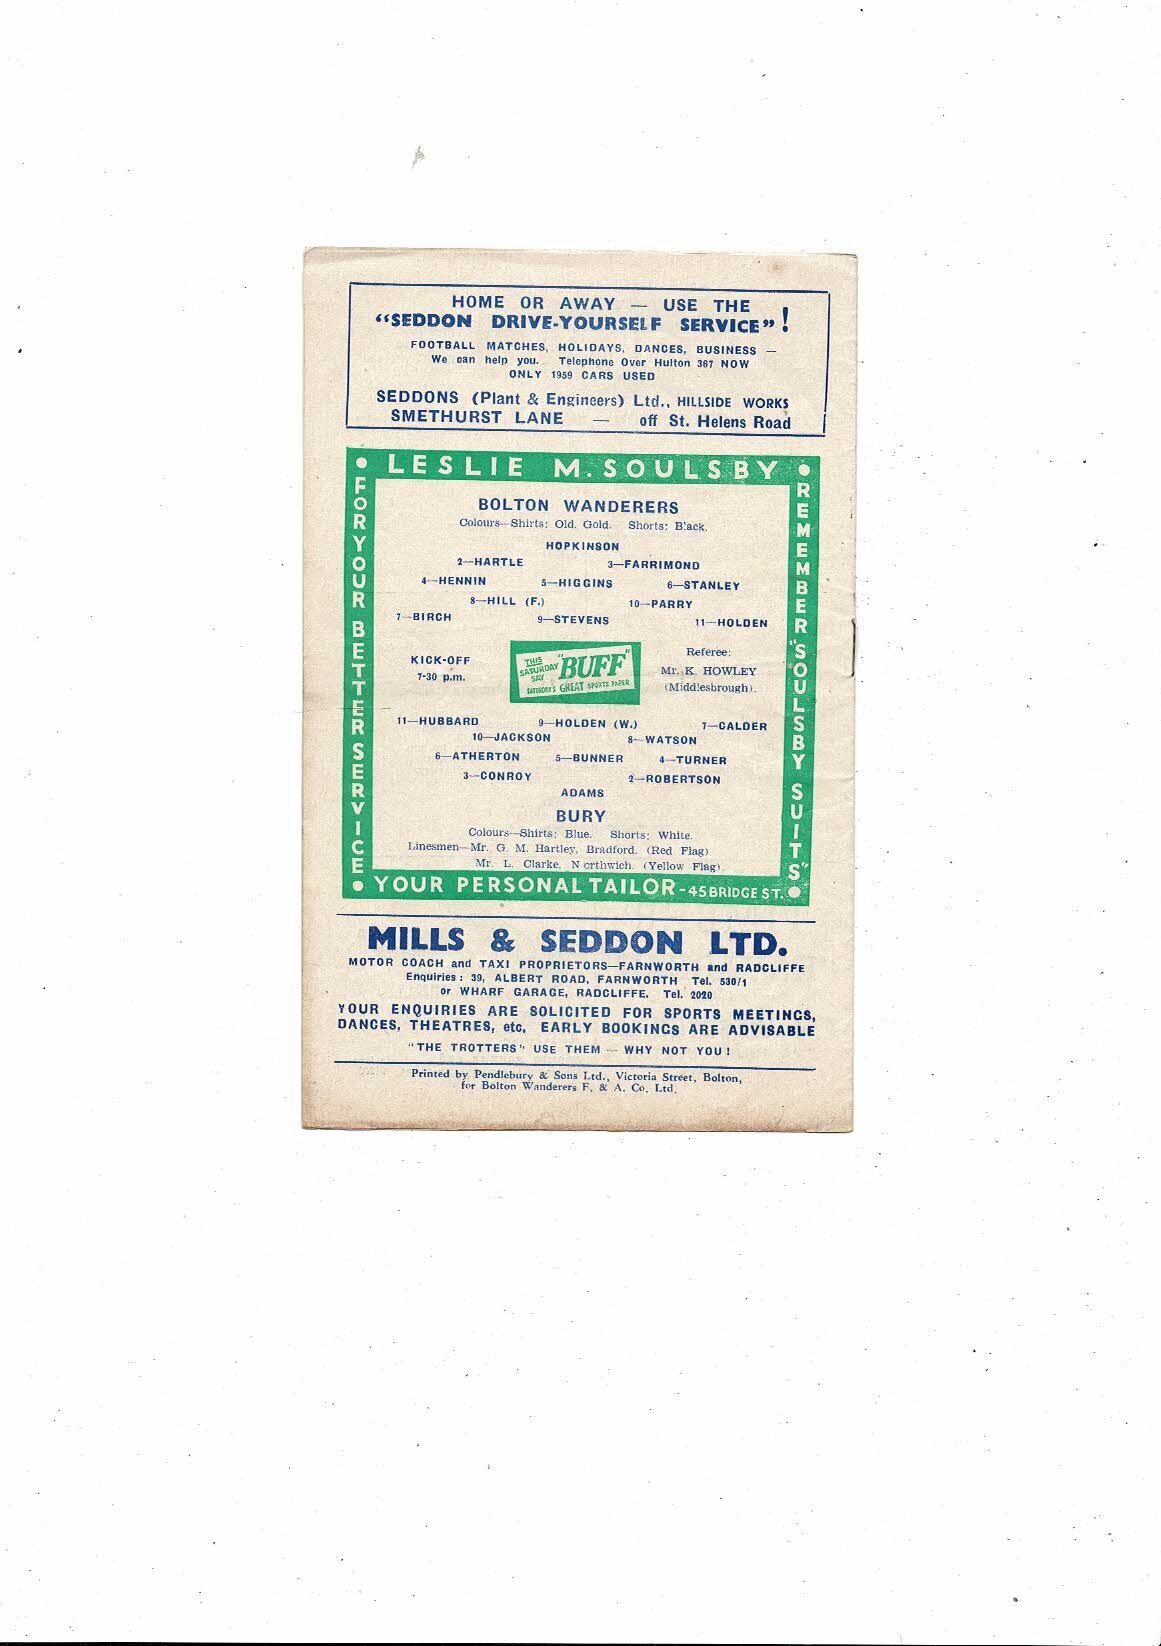 HOME OR AWAY — USE THE
"SEDDON DRIVE-YOURSELF SERVICE"!
FOOTBALL MATCHES, HOLIDAYS, DANCES, BUSINESS —
We can help you. Telephone Over Hulton 367 NOW
ONLY 1959 CARS USED
SEDDONS (Plant & Engineers) Ltd., HILLSIDE WORKS
SMETHURST LANE — off St. Helens Road
• LESLIE M. SOULSBY •
FOR YOUR BETTER SERVICE
REMEMBER "SOULSBY SUITS"
BOLTON WANDERERS
Colours—Shirts: Old. Gold. Shorts: Black.
HOPKINSON
2—HARTLE 3—FARRIMOND
4—HENNIN 5—HIGGINS 6—STANLEY
8—HILL (F.) 10—PARRY
7—BIRCH 9—STEVENS 11—HOLDEN
KICK-OFF
7-30 p.m.
THIS
SATURDAY
SAY
"BUFF"
SATURDAY'S GREAT SPORTS PAPER
Referee:
Mr. K. HOWLEY
(Middlesbrough).
11—HUBBARD 9—HOLDEN (W.) 7—CALDER
10—JACKSON 8—WATSON
6—ATHERTON 5—BUNNER 4—TURNER
3—CONROY 2—ROBERTSON
ADAMS
BURY
Colours—Shirts: Blue. Shorts: White.
Linesmen—Mr. G. M. Hartley, Bradford. (Red Flag)
Mr. L. Clarke, Northwich. (Yellow Flag).
• YOUR PERSONAL TAILOR - 45 BRIDGE ST. •
MILLS & SEDDON LTD.
MOTOR COACH and TAXI PROPRIETORS—FARNWORTH and RADCLIFFE
Enquiries: 39, ALBERT ROAD, FARNWORTH Tel. 530/1
or WHARF GARAGE, RADCLIFFE. Tel. 2020
YOUR ENQUIRIES ARE SOLICITED FOR SPORTS MEETINGS,
DANCES, THEATRES, etc. EARLY BOOKINGS ARE ADVISABLE
"THE TROTTERS" USE THEM — WHY NOT YOU!
Printed by Pendlebury & Sons Ltd., Victoria Street, Bolton,
for Bolton Wanderers F. & A. Co. Ltd.